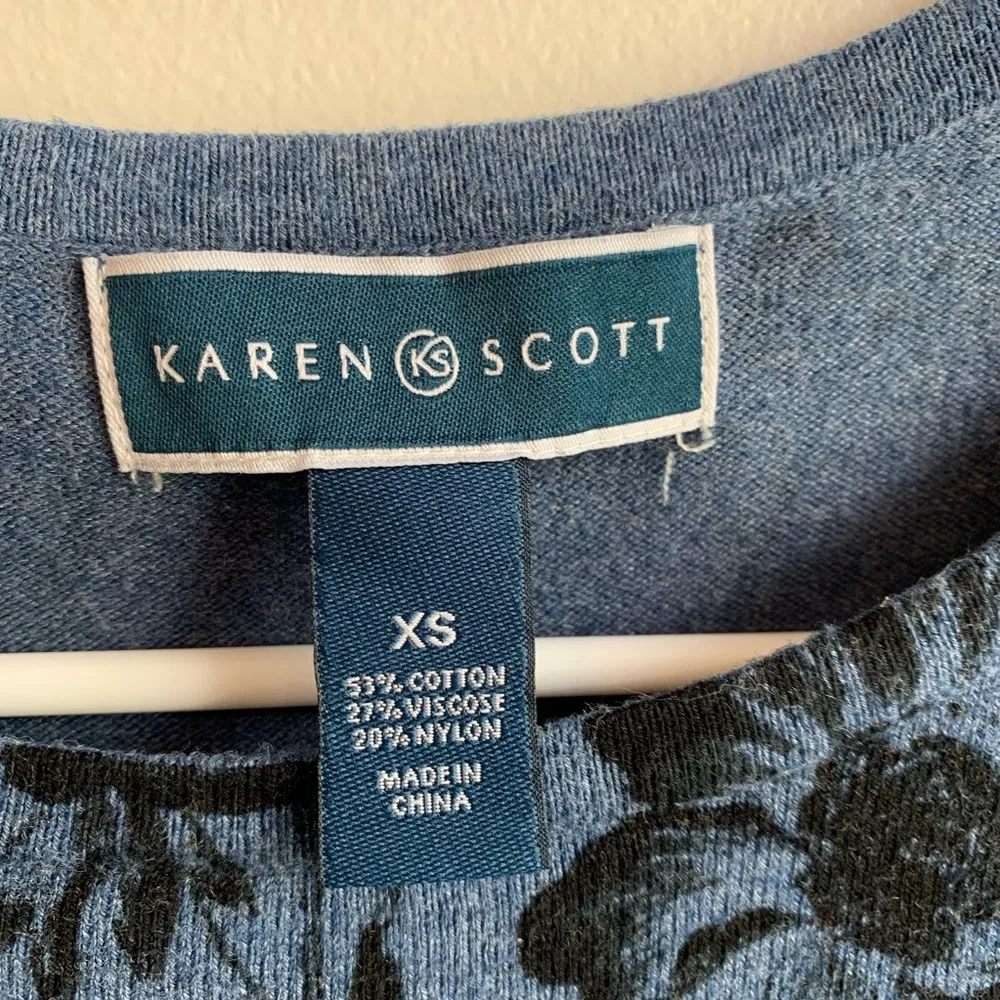 KAREN KS SCOTT
XS
53% COTTON
27% VISCOSE
20% NYLON
MADE IN
CHINA